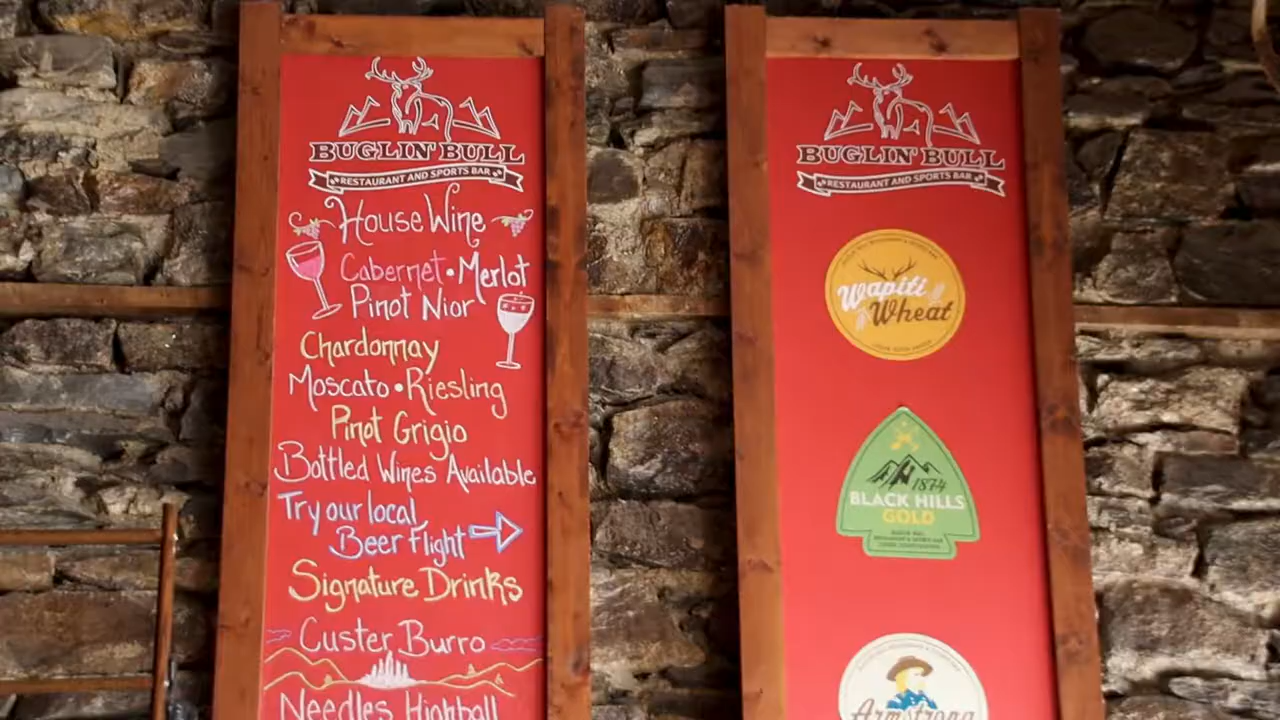 BUGLIN' BULL
RESTAURANT AND SPORTS BAR
House Wine
Cabernet • Merlot
Pinot Nior
Chardonnay
Moscato • Riesling
Pinot Grigio
Bottled Wines Available
Try our local
Beer Flight
Signature Drinks
Custer Burro
Needles Highball
BUGLIN' BULL
RESTAURANT AND SPORTS BAR
Wapiti
Wheat
1874
BLACK HILLS
GOLD
Armstrong